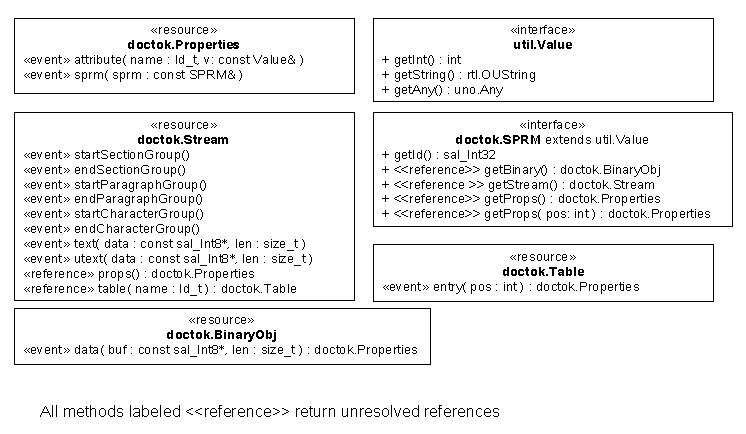 «resource»
doctok.Properties
«event» attribute( name : Id_t, v: const Value& )
«event» sprm( sprm : const SPRM& )
«interface»
util.Value
+ getInt() : int
+ getString() : rtl.OUString
+ getAny() : uno.Any
«resource»
doctok.Stream
«event» startSectionGroup()
«event» endSectionGroup()
«event» startParagraphGroup()
«event» endParagraphGroup()
«event» startCharacterGroup()
«event» endCharacterGroup()
«event» text( data : const sal_Int8*, len : size_t )
«event» utext( data : const sal_Int8*, len : size_t )
«reference» props() : doctok.Properties
«reference» table( name : Id_t ) : doctok.Table
«interface»
doctok.SPRM extends util.Value
+ getId() : sal_Int32
+ <<reference>> getBinary() : doctok.BinaryObj
+ <<reference >> getStream() : doctok.Stream
+ <<reference>> getProps() : doctok.Properties
+ <<reference>> getProps( pos: int ) : doctok.Properties
«resource»
doctok.Table
«event» entry( pos : int ) : doctok.Properties
«resource»
doctok.BinaryObj
«event» data( buf : const sal_Int8*, len : size_t ) : doctok.Properties
All methods labeled <<reference>> return unresolved references